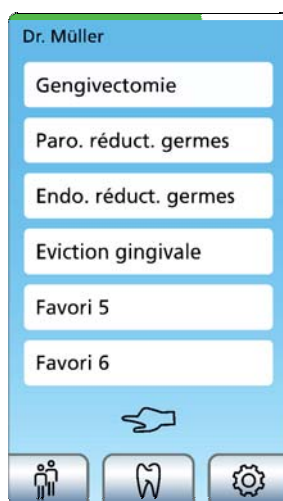 Dr. Müller
Gengivectomie
Paro. réduct. germes
Endo. réduct. germes
Eviction gingivale
Favori 5
Favori 6